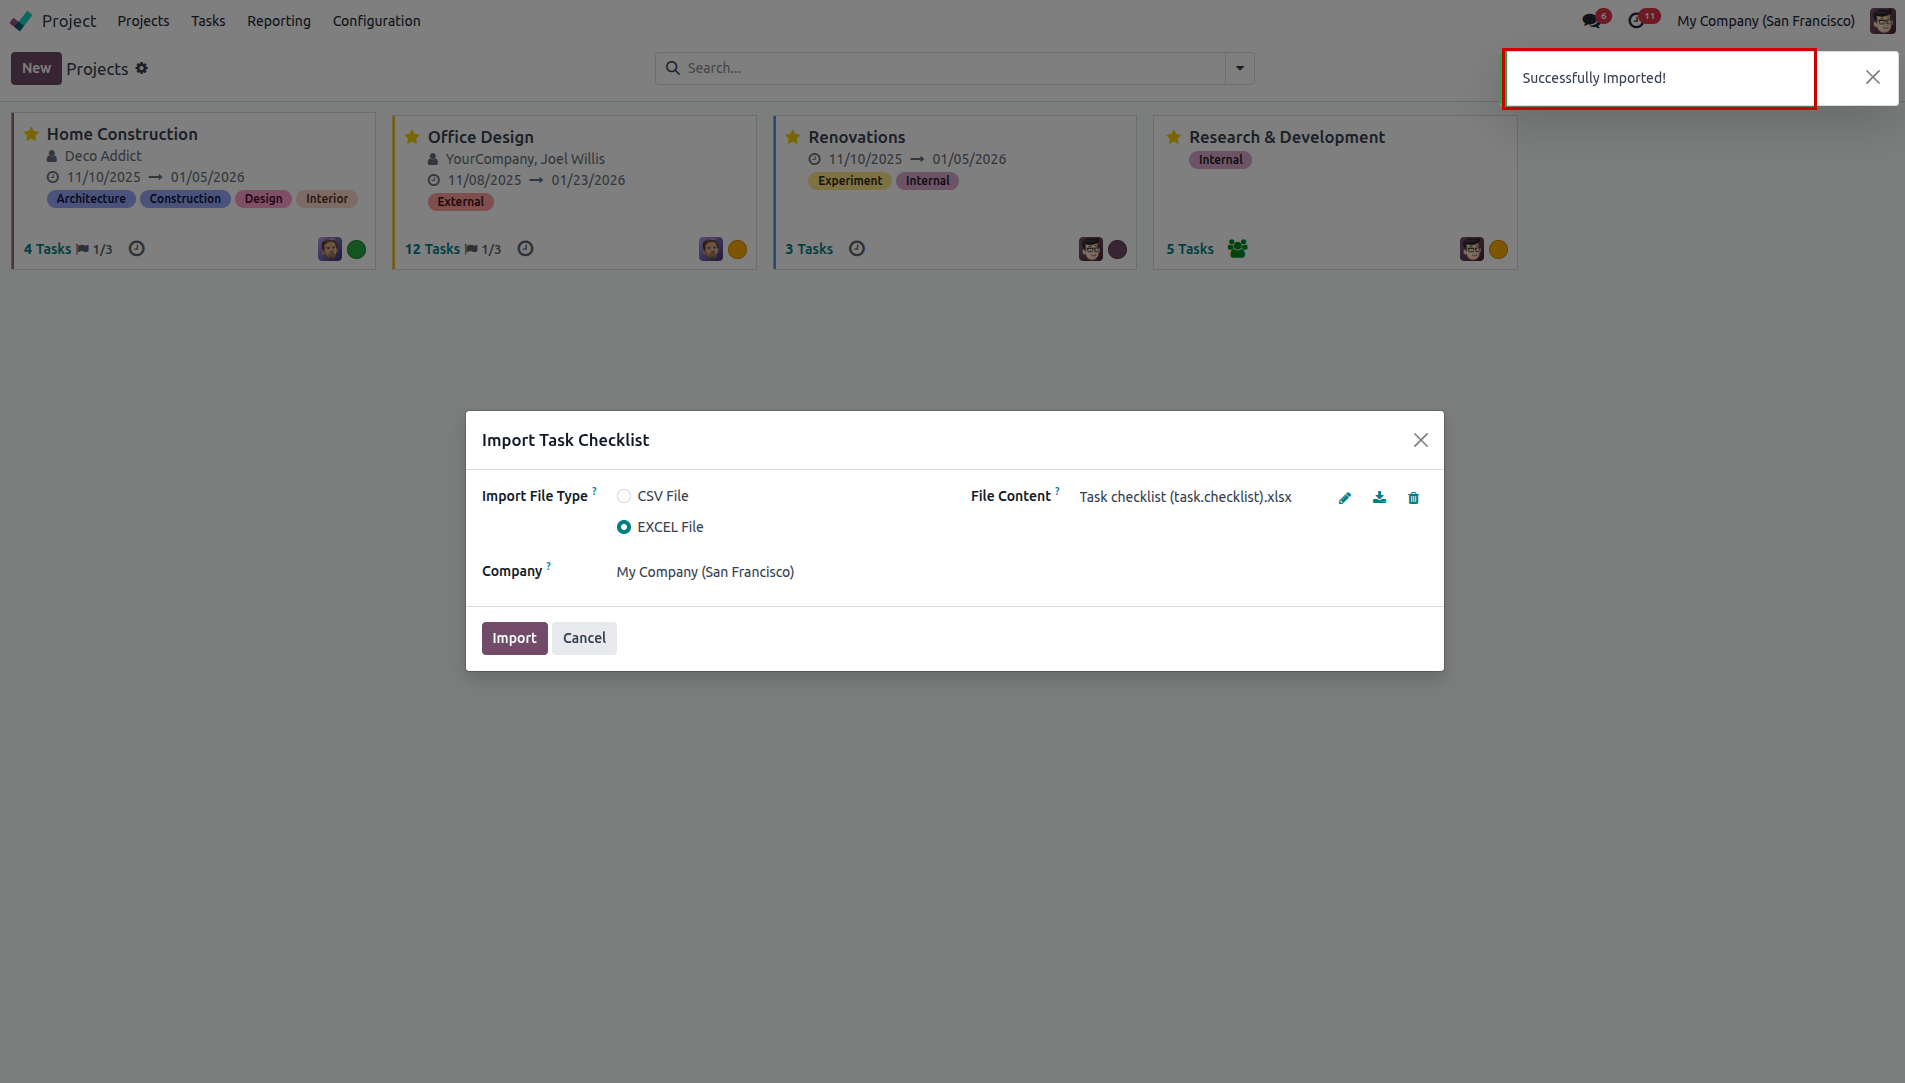 Project Projects Tasks Reporting Configuration 6 11 My Company (San Francisco)
New Projects Search...
Successfully Imported!
Home Construction
Deco Addict
11/10/2025 → 01/05/2026
Architecture Construction Design Interior
4 Tasks 1/3
Office Design
YourCompany, Joel Willis
11/08/2025 → 01/23/2026
External
12 Tasks 1/3
Renovations
11/10/2025 → 01/05/2026
Experiment Internal
3 Tasks
Research & Development
Internal
5 Tasks
Import Task Checklist
Import File Type ? CSV File
EXCEL File
File Content ? Task checklist (task.checklist).xlsx
Company ? My Company (San Francisco)
Import Cancel